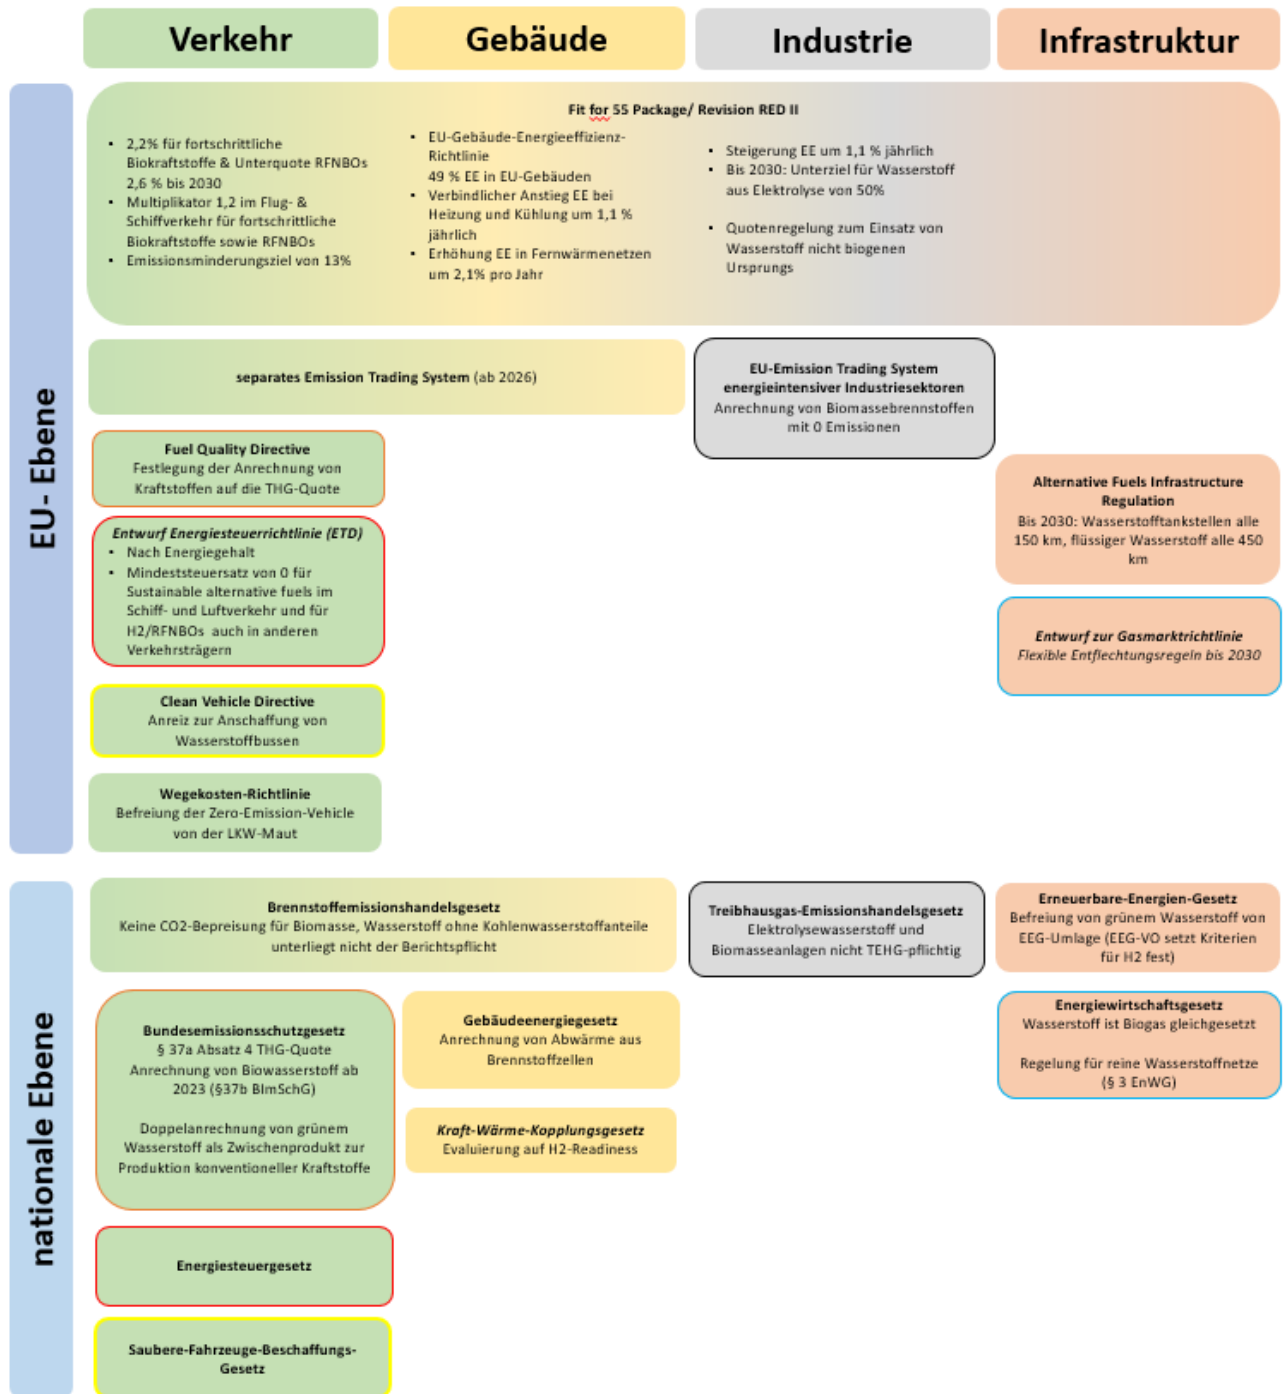 Verkehr
Gebäude
Industrie
Infrastruktur
EU- Ebene
Fit for 55 Package/ Revision RED II
▪ 2,2% für fortschrittliche
Biokraftstoffe & Unterquote RFNBOs
2,6 % bis 2030
▪ Multiplikator 1,2 im Flug- &
Schiffverkehr für fortschrittliche
Biokraftstoffe sowie RFNBOs
▪ Emissionsminderungsziel von 13%
▪ EU-Gebäude-Energieeffizienz-
Richtlinie
49 % EE in EU-Gebäuden
▪ Verbindlicher Anstieg EE bei
Heizung und Kühlung um 1,1 %
jährlich
▪ Erhöhung EE in Fernwärmenetzen
um 2,1% pro Jahr
▪ Steigerung EE um 1,1 % jährlich
▪ Bis 2030: Unterziel für Wasserstoff
aus Elektrolyse von 50%
▪ Quotenregelung zum Einsatz von
Wasserstoff nicht biogenen
Ursprungs
separates Emission Trading System (ab 2026)
EU-Emission Trading System
energieintensiver Industriesektoren
Anrechnung von Biomassebrennstoffen
mit 0 Emissionen
Fuel Quality Directive
Festlegung der Anrechnung von
Kraftstoffen auf die THG-Quote
Entwurf Energiesteuerrichtlinie (ETD)
▪ Nach Energiegehalt
▪ Mindeststeuersatz von 0 für
Sustainable alternative fuels im
Schiff- und Luftverkehr und für
H2/RFNBOs auch in anderen
Verkehrsträgern
Clean Vehicle Directive
Anreiz zur Anschaffung von
Wasserstoffbussen
Wegekosten-Richtlinie
Befreiung der Zero-Emission-Vehicle
von der LKW-Maut
Alternative Fuels Infrastructure
Regulation
Bis 2030: Wasserstofftankstellen alle
150 km, flüssiger Wasserstoff alle 450
km
Entwurf zur Gasmarktrichtlinie
Flexible Entflechtungsregeln bis 2030
nationale Ebene
Brennstoffemissionshandelsgesetz
Keine CO2-Bepreisung für Biomasse, Wasserstoff ohne Kohlenwasserstoffanteile
unterliegt nicht der Berichtspflicht
Treibhausgas-Emissionshandelsgesetz
Elektrolysewasserstoff und
Biomasseanlagen nicht TEHG-pflichtig
Erneuerbare-Energien-Gesetz
Befreiung von grünem Wasserstoff von
EEG-Umlage (EEG-VO setzt Kriterien
für H2 fest)
Bundesemissionsschutzgesetz
§ 37a Absatz 4 THG-Quote
Anrechnung von Biowasserstoff ab
2023 (§37b BImSchG)
Doppelanrechnung von grünem
Wasserstoff als Zwischenprodukt zur
Produktion konventioneller Kraftstoffe
Gebäudeenergiegesetz
Anrechnung von Abwärme aus
Brennstoffzellen
Kraft-Wärme-Kopplungsgesetz
Evaluierung auf H2-Readiness
Energiewirtschaftsgesetz
Wasserstoff ist Biogas gleichgesetzt
Regelung für reine Wasserstoffnetze
(§ 3 EnWG)
Energiesteuergesetz
Saubere-Fahrzeuge-Beschaffungs-
Gesetz